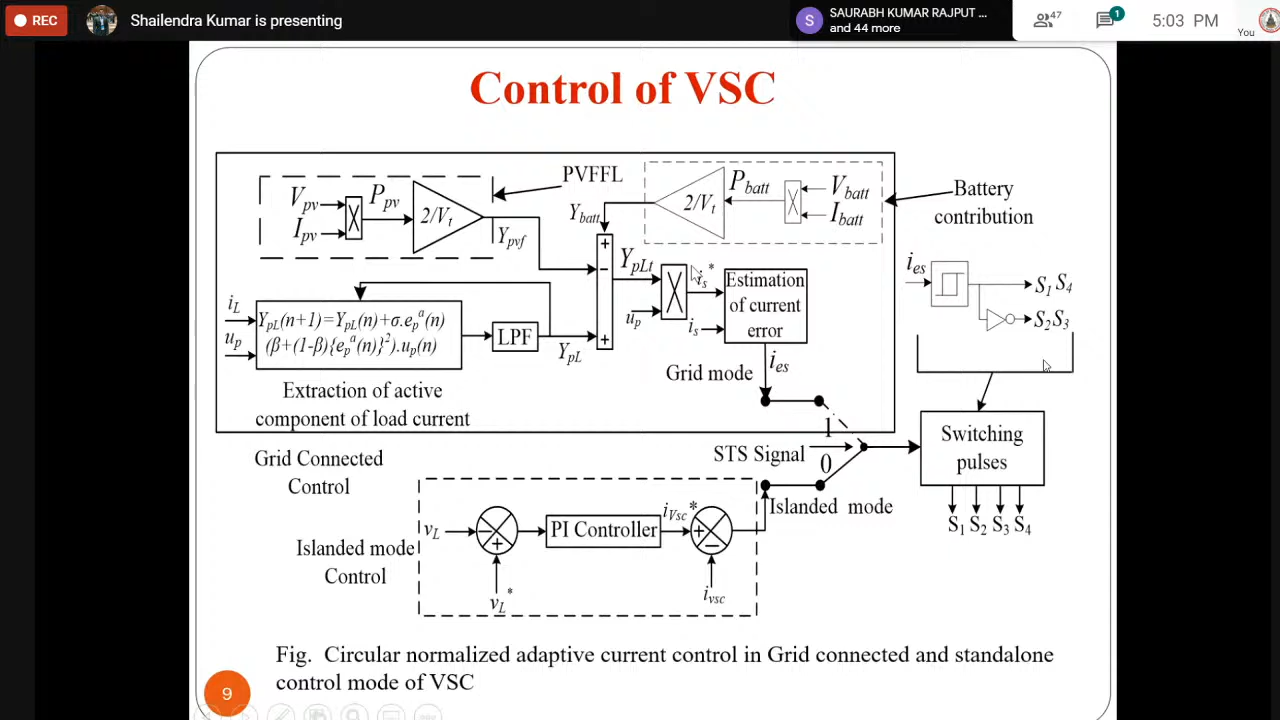 REC
Shailendra Kumar is presenting
S
SAURABH KUMAR RAJPUT ...
and 44 more
47
1
5:03 PM
You
Control of VSC
PVFFL
Vpv
Ipv
Ppv
2/Vt
Ypvf
Ybatt
2/Vt
Pbatt
Vbatt
Ibatt
Battery
contribution
+
−
+
YpLt
up
is*
is
Estimation
of current
error
ies
S1 S4
S2S3
iL
up
YpL(n+1)=YpL(n)+σ.epa(n)
(β+(1-β){epa(n)}2).up(n)
LPF
YpL
Extraction of active
component of load current
Grid mode
ies
1
STS Signal
0
Switching
pulses
S1 S2 S3 S4
Grid Connected
Control
Islanded mode
Islanded mode
Control
vL
−
+
vL*
PI Controller
iVsc*
+
−
ivsc
Fig. Circular normalized adaptive current control in Grid connected and standalone
control mode of VSC
9